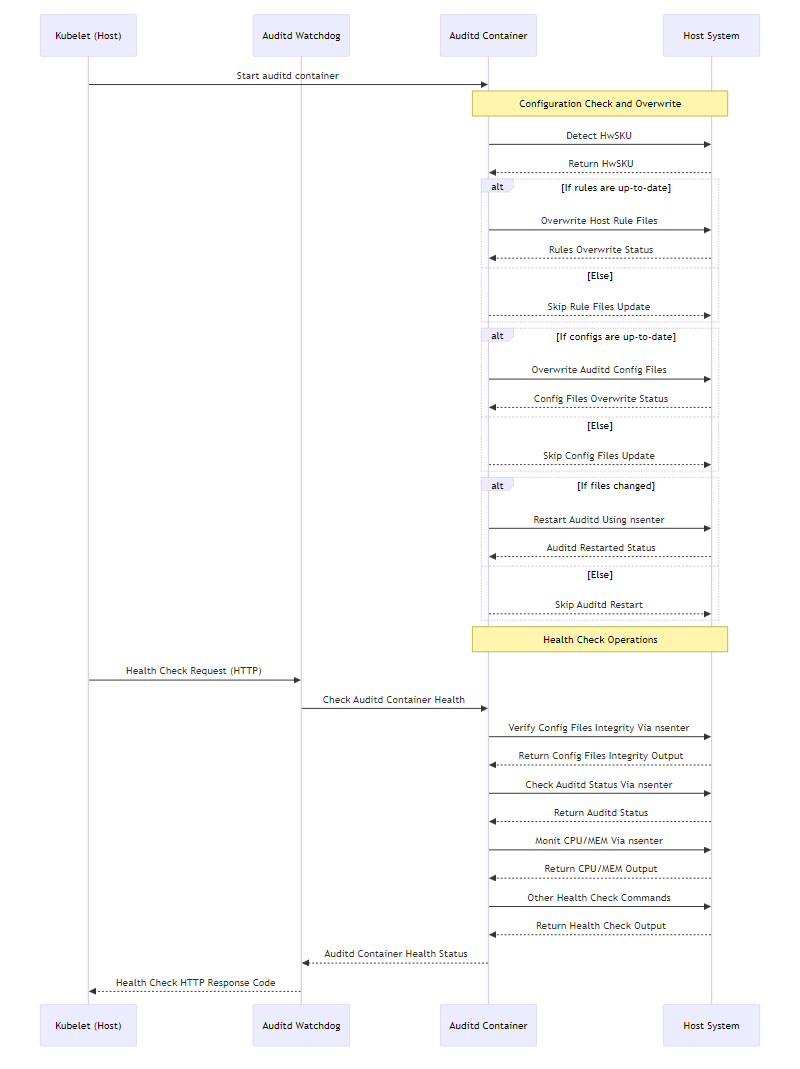 Kubelet (Host)
Auditd Watchdog
Auditd Container
Host System
Start auditd container
Configuration Check and Overwrite
Detect HwSKU
Return HwSKU
alt
[If rules are up-to-date]
Overwrite Host Rule Files
Rules Overwrite Status
[Else]
Skip Rule Files Update
alt
[If configs are up-to-date]
Overwrite Auditd Config Files
Config Files Overwrite Status
[Else]
Skip Config Files Update
alt
[If files changed]
Restart Auditd Using nsenter
Auditd Restarted Status
[Else]
Skip Auditd Restart
Health Check Operations
Health Check Request (HTTP)
Check Auditd Container Health
Verify Config Files Integrity Via nsenter
Return Config Files Integrity Output
Check Auditd Status Via nsenter
Return Auditd Status
Monit CPU/MEM Via nsenter
Return CPU/MEM Output
Other Health Check Commands
Return Health Check Output
Auditd Container Health Status
Health Check HTTP Response Code
Kubelet (Host)
Auditd Watchdog
Auditd Container
Host System